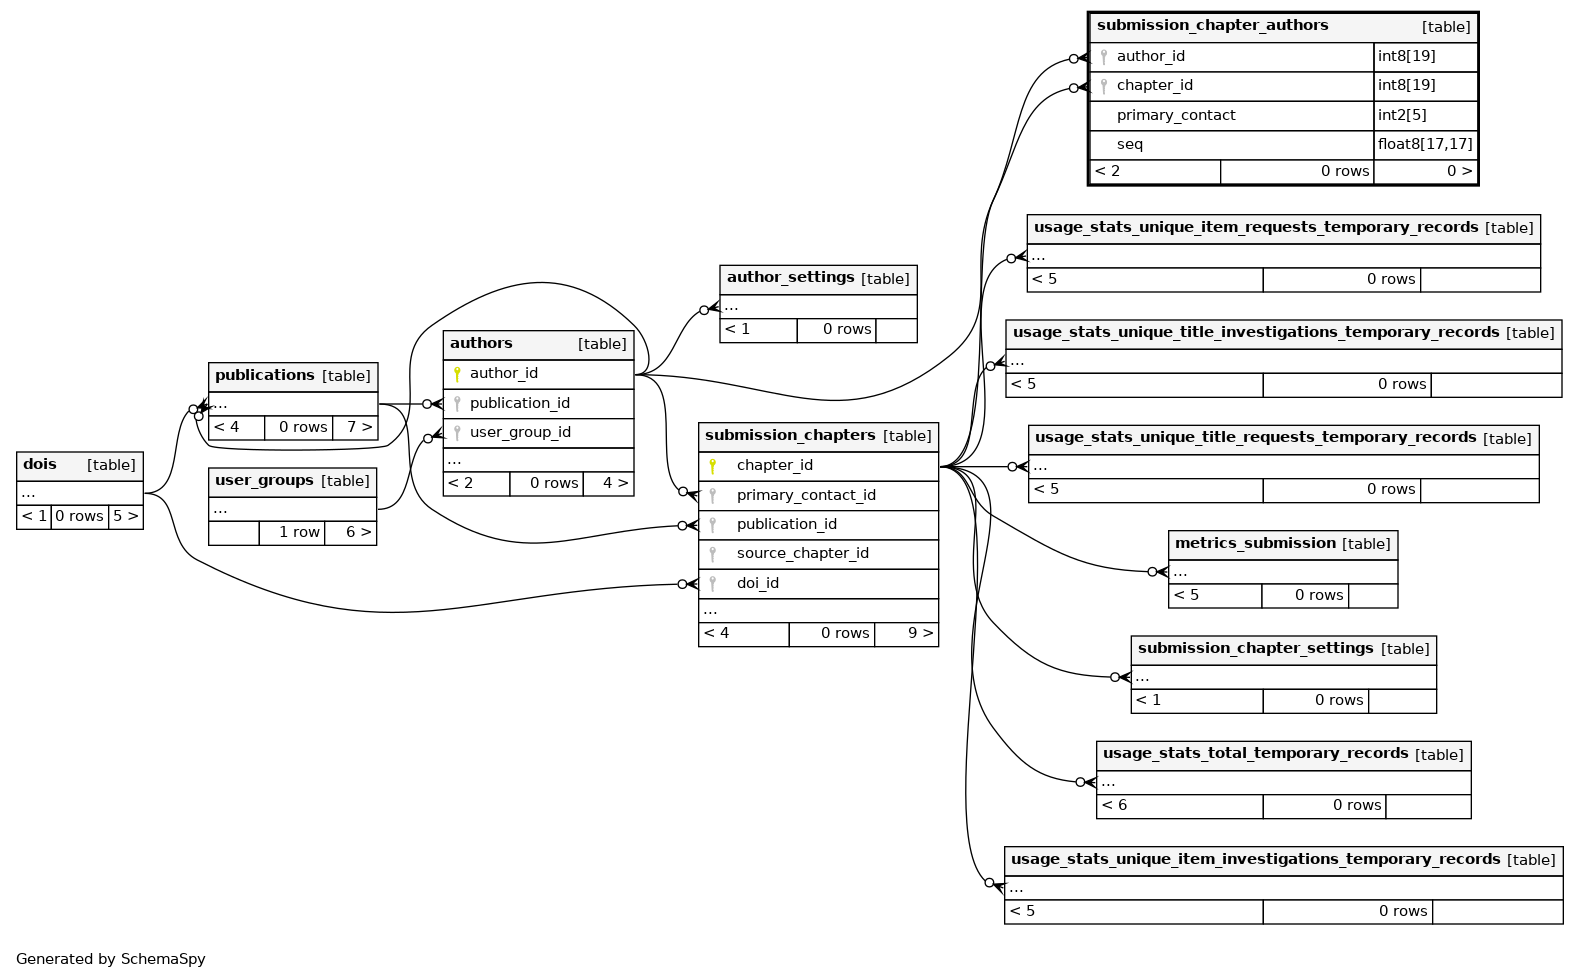 submission_chapter_authors [table]
author_id int8[19]
chapter_id int8[19]
primary_contact int2[5]
seq float8[17,17]
< 2 0 rows 0 >
usage_stats_unique_item_requests_temporary_records [table]
...
< 5 0 rows
author_settings [table]
...
< 1 0 rows
usage_stats_unique_title_investigations_temporary_records [table]
...
< 5 0 rows
authors [table]
author_id
publication_id
user_group_id
...
< 2 0 rows 4 >
publications [table]
...
< 4 0 rows 7 >
submission_chapters [table]
chapter_id
primary_contact_id
publication_id
source_chapter_id
doi_id
...
< 4 0 rows 9 >
usage_stats_unique_title_requests_temporary_records [table]
...
< 5 0 rows
dois [table]
...
< 1 0 rows 5 >
user_groups [table]
...
1 row 6 >
metrics_submission [table]
...
< 5 0 rows
submission_chapter_settings [table]
...
< 1 0 rows
usage_stats_total_temporary_records [table]
...
< 6 0 rows
usage_stats_unique_item_investigations_temporary_records [table]
...
< 5 0 rows
Generated by SchemaSpy